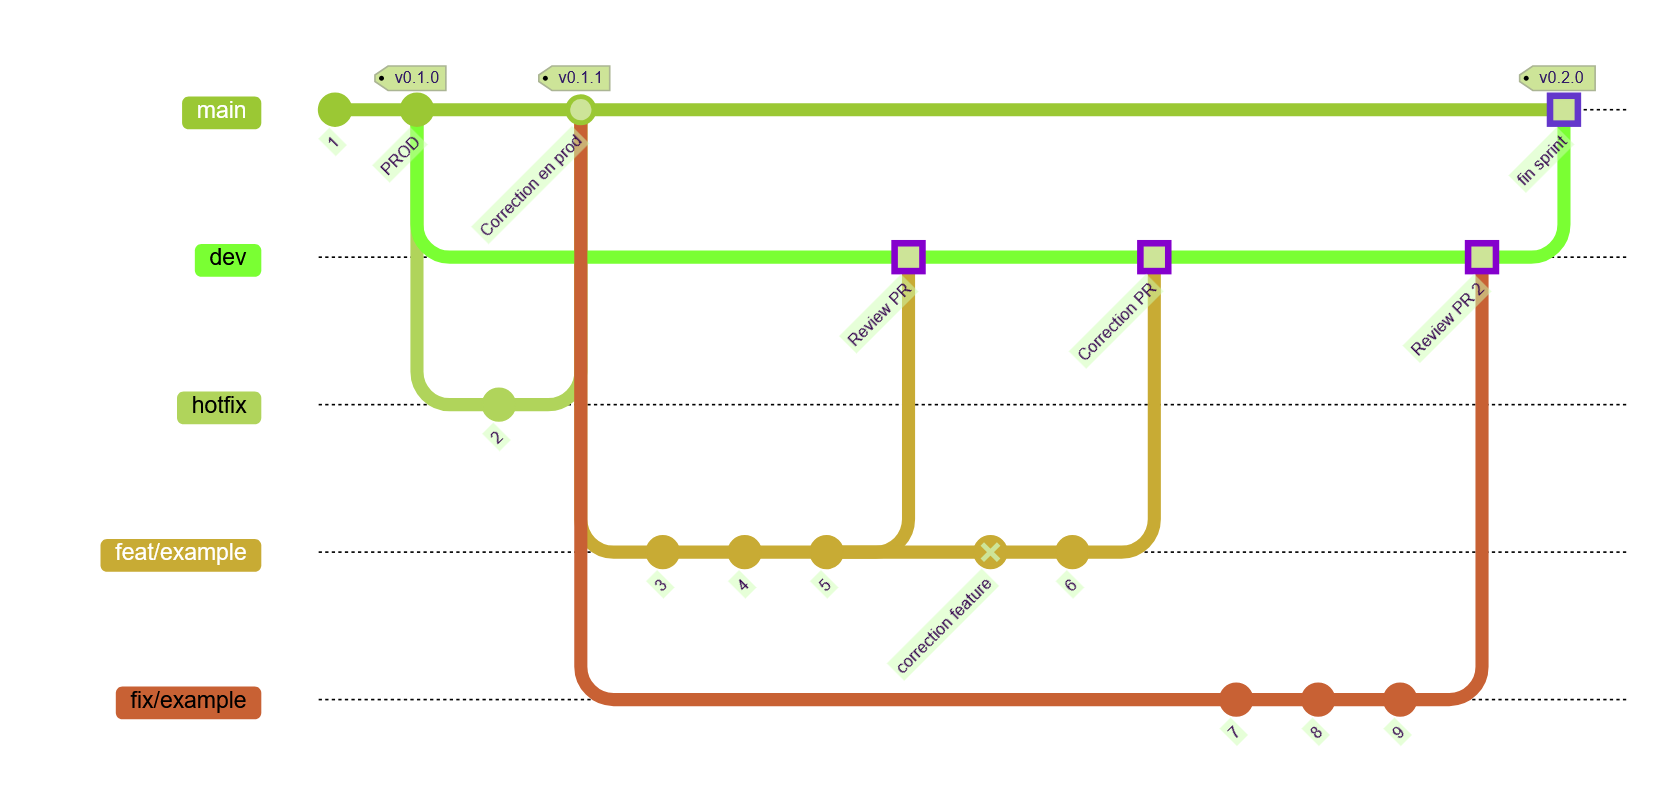 v0.1.0
v0.1.1
v0.2.0
main
1
PROD
Correction en prod
fin sprint
dev
Review PR
Correction PR
Review PR 2
hotfix
2
feat/example
3
4
5
correction feature
6
fix/example
7
8
9